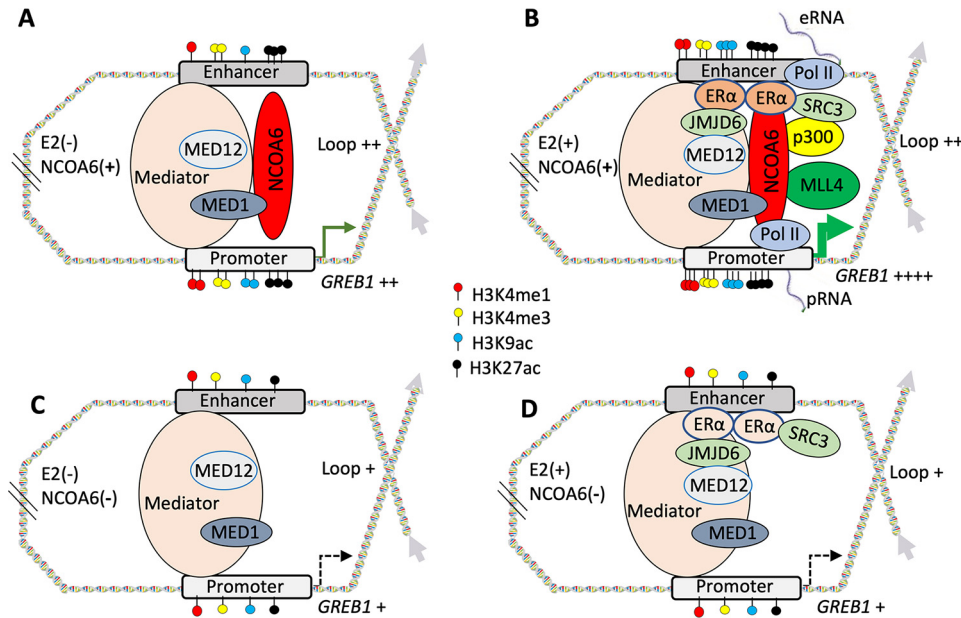 A
Enhancer
E2(-)
NCOA6(+)
MED12
NCOA6
Mediator
MED1
Loop ++
Promoter
GREB1 ++
B
eRNA
Enhancer
Pol II
ERα
ERα
SRC3
JMJD6
p300
E2(+)
NCOA6(+)
MED12
NCOA6
Loop ++
Mediator
MLL4
MED1
Pol II
Promoter
GREB1 ++++
pRNA
H3K4me1
H3K4me3
H3K9ac
H3K27ac
C
Enhancer
E2(-)
NCOA6(-)
MED12
Loop +
Mediator
MED1
Promoter
GREB1 +
D
Enhancer
ERα
ERα
SRC3
JMJD6
E2(+)
NCOA6(-)
MED12
Loop +
Mediator
MED1
Promoter
GREB1 +